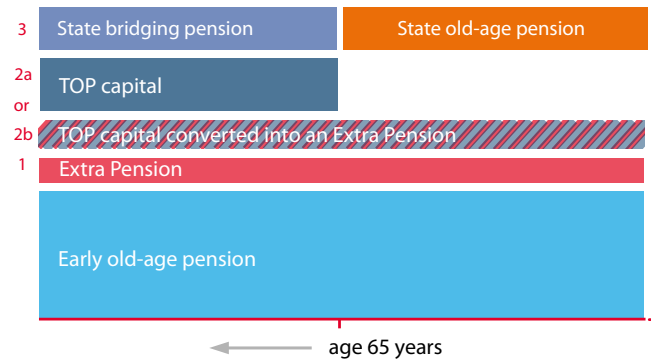 3 State bridging pension State old-age pension
2a TOP capital
or
2b TOP capital converted into an Extra Pension
1 Extra Pension
Early old-age pension
age 65 years